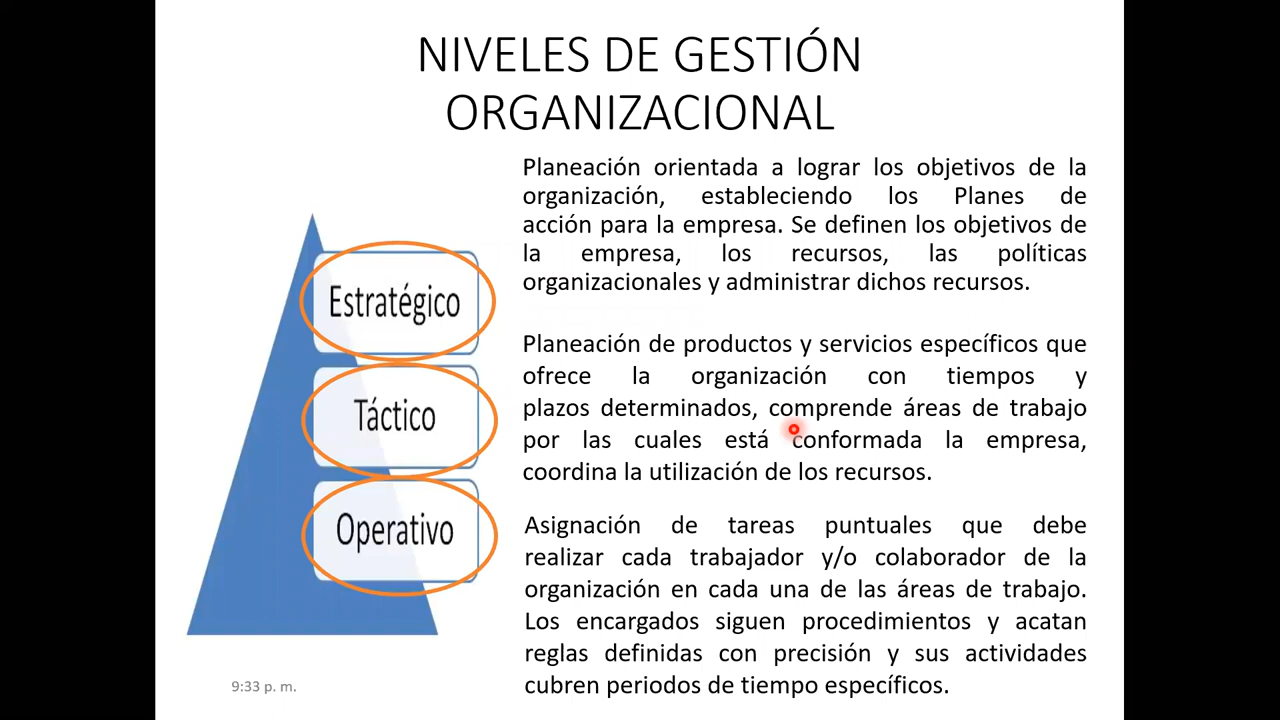 NIVELES DE GESTIÓN
ORGANIZACIONAL
Planeación orientada a lograr los objetivos de la
organización, estableciendo los Planes de
acción para la empresa. Se definen los objetivos de
la empresa, los recursos, las políticas
organizacionales y administrar dichos recursos.
Estratégico
Planeación de productos y servicios específicos que
ofrece la organización con tiempos y
plazos determinados, comprende áreas de trabajo
por las cuales está conformada la empresa,
coordina la utilización de los recursos.
Táctico
Asignación de tareas puntuales que debe
realizar cada trabajador y/o colaborador de la
organización en cada una de las áreas de trabajo.
Los encargados siguen procedimientos y acatan
reglas definidas con precisión y sus actividades
cubren periodos de tiempo específicos.
Operativo
9:33 p. m.